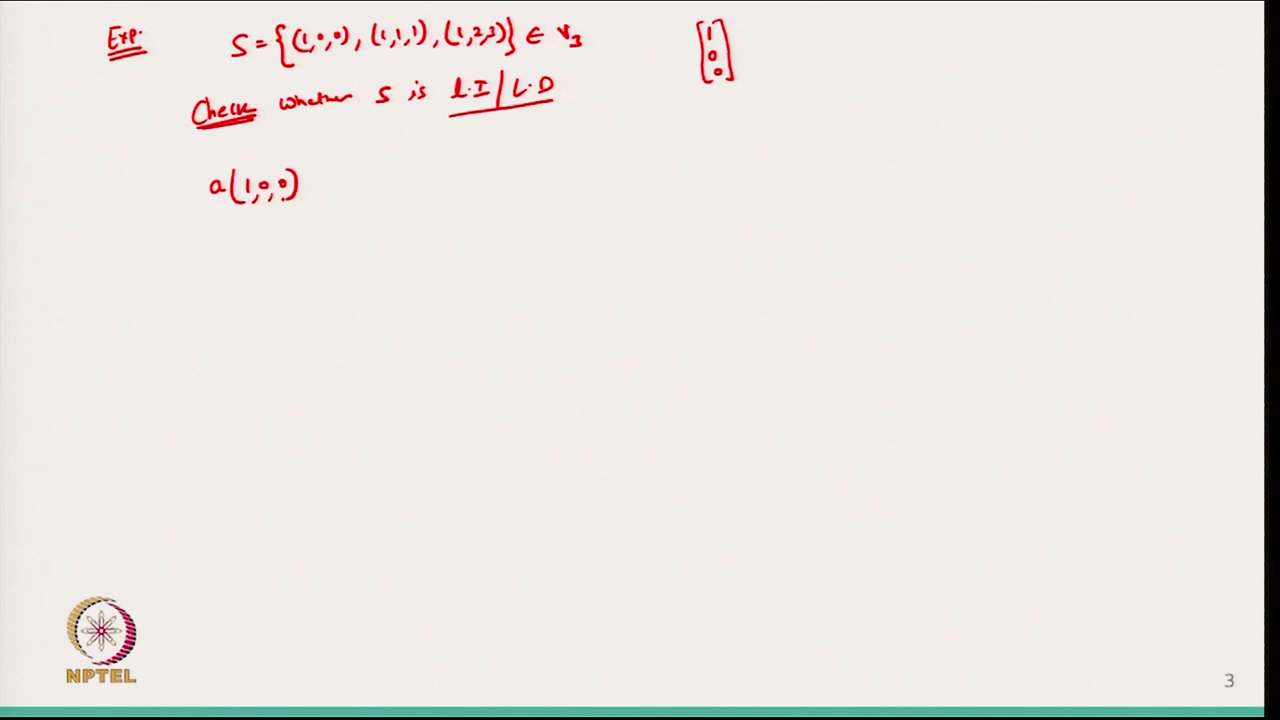 Exp. S = {(1,0,0), (1,1,1), (1,2,3)} ∈ V₃ [1 0 0]
Check whether S is L.I / L.D
a(1,0,0)
NPTEL
3